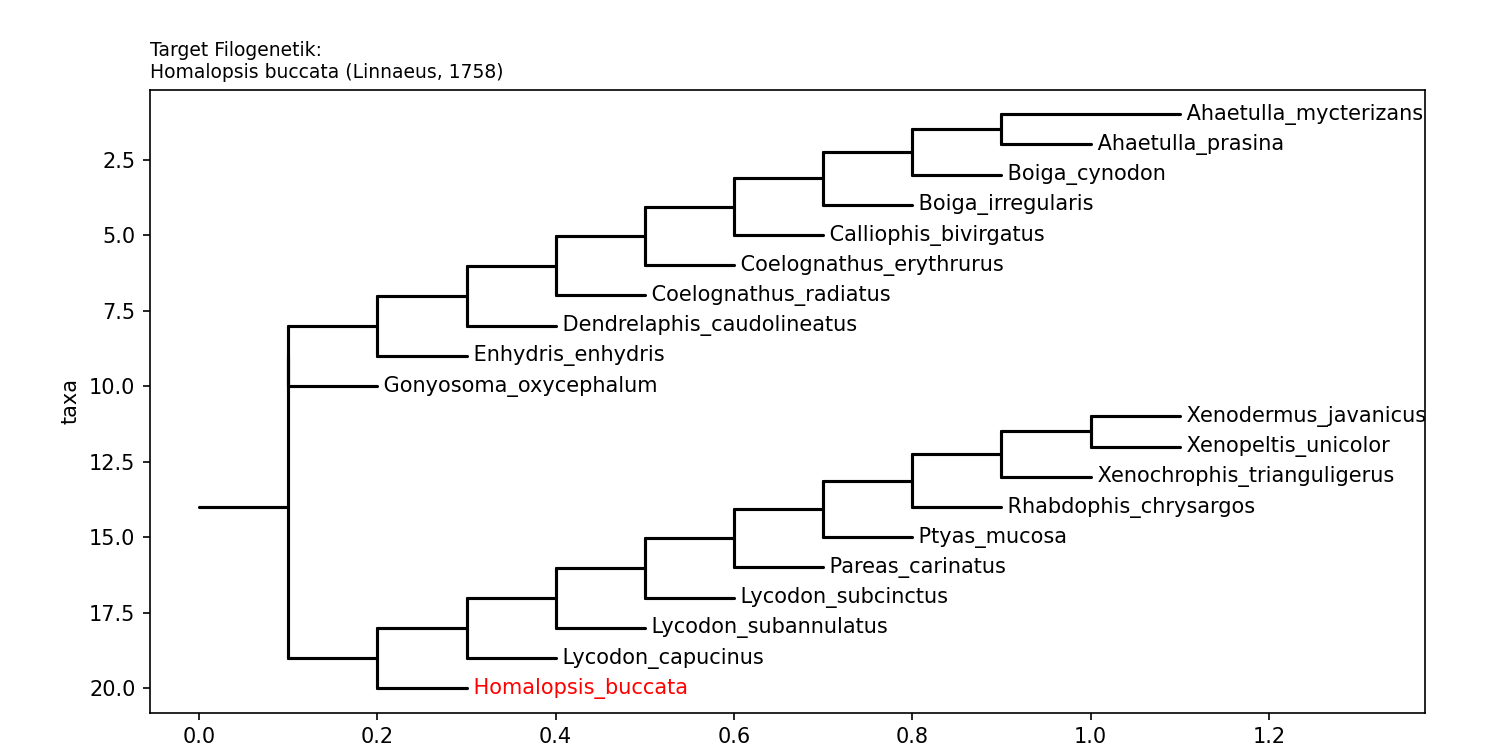 Target Filogenetik:
Homalopsis buccata (Linnaeus, 1758)
Ahaetulla_mycterizans
Ahaetulla_prasina
2.5
Boiga_cynodon
Boiga_irregularis
5.0
Calliophis_bivirgatus
Coelognathus_erythrurus
Coelognathus_radiatus
7.5
Dendrelaphis_caudolineatus
Enhydris_enhydris
taxa
10.0
Gonyosoma_oxycephalum
Xenodermus_javanicus
Xenopeltis_unicolor
12.5
Xenochrophis_trianguligerus
Rhabdophis_chrysargos
15.0
Ptyas_mucosa
Pareas_carinatus
Lycodon_subcinctus
17.5
Lycodon_subannulatus
Lycodon_capucinus
20.0
Homalopsis_buccata
0.0 0.2 0.4 0.6 0.8 1.0 1.2